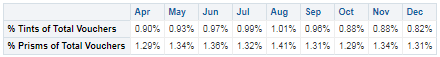 Apr May Jun Jul Aug Sep Oct Nov Dec
% Tints of Total Vouchers 0.90% 0.93% 0.97% 0.99% 1.01% 0.96% 0.88% 0.88% 0.82%
% Prisms of Total Vouchers 1.29% 1.34% 1.36% 1.32% 1.41% 1.31% 1.29% 1.34% 1.31%